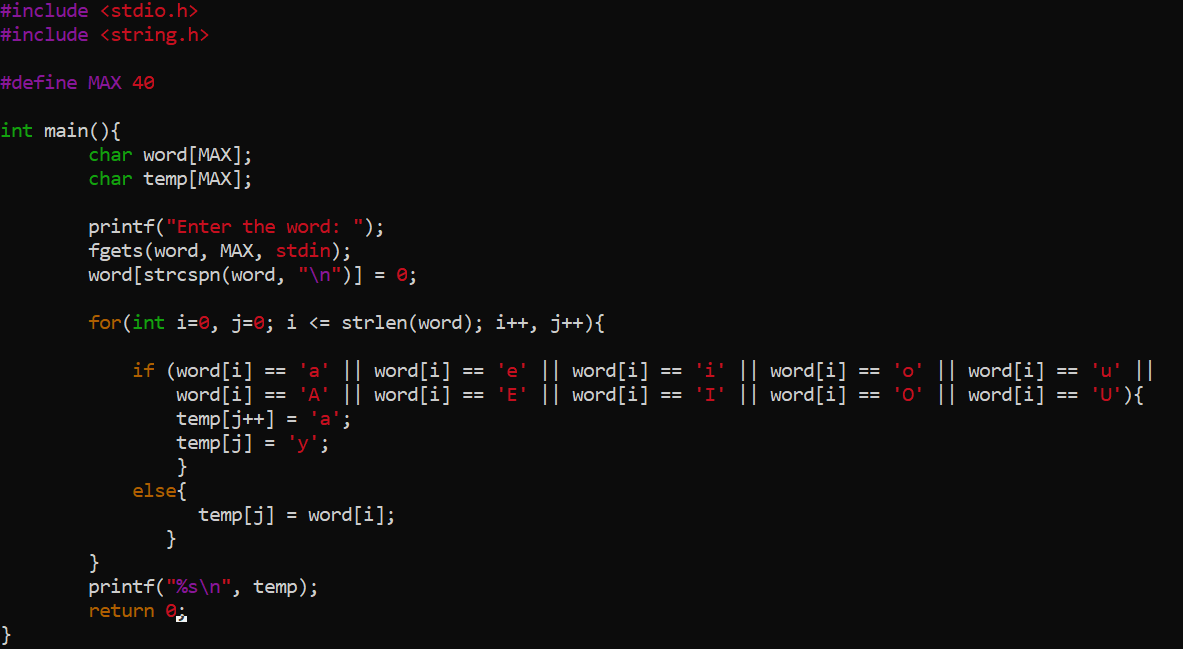 #include <stdio.h>
#include <string.h>

#define MAX 40

int main(){
        char word[MAX];
        char temp[MAX];

        printf("Enter the word: ");
        fgets(word, MAX, stdin);
        word[strcspn(word, "\n")] = 0;

        for(int i=0, j=0; i <= strlen(word); i++, j++){

            if (word[i] == 'a' || word[i] == 'e' || word[i] == 'i' || word[i] == 'o' || word[i] == 'u' ||
                word[i] == 'A' || word[i] == 'E' || word[i] == 'I' || word[i] == 'O' || word[i] == 'U'){
                temp[j++] = 'a';
                temp[j] = 'y';
                }
            else{
                  temp[j] = word[i];
               }
        }
        printf("%s\n", temp);
        return 0;
}